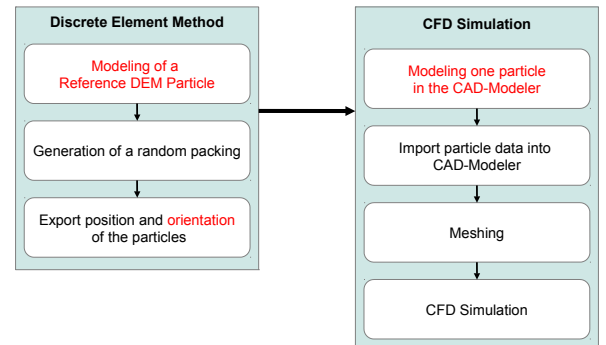 Discrete Element Method
Modeling of a
Reference DEM Particle
Generation of a random packing
Export position and orientation
of the particles
CFD Simulation
Modeling one particle
in the CAD-Modeler
Import particle data into
CAD-Modeler
Meshing
CFD Simulation